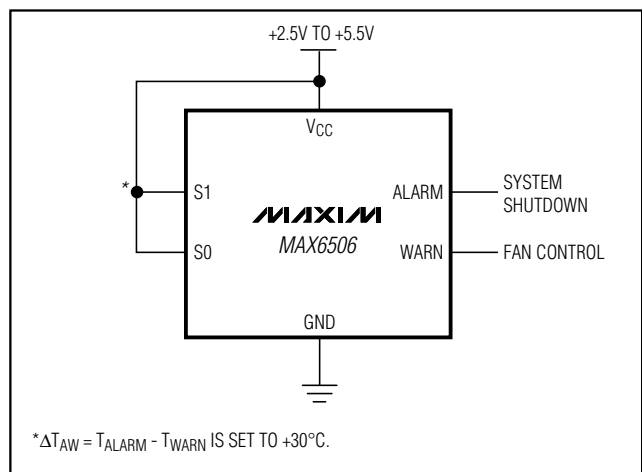 +2.5V TO +5.5V
VCC
* S1
ALARM
SYSTEM
SHUTDOWN
MAXIM
MAX6506
S0
WARN
FAN CONTROL
GND
*ΔTAW = TALARM - TWARN IS SET TO +30°C.